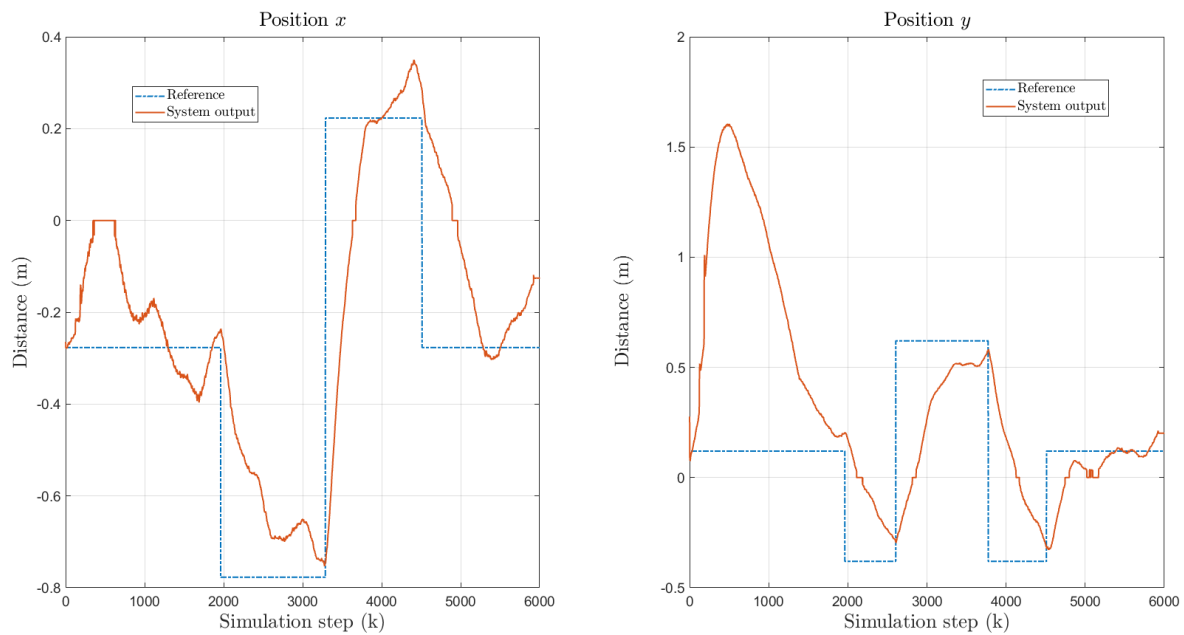 Position x
0.4
0.2
0
-0.2
-0.4
-0.6
-0.8
Distance (m)
0
1000
2000
3000
4000
5000
6000
Simulation step (k)
Reference
System output
Position y
2
1.5
1
0.5
0
-0.5
Distance (m)
0
1000
2000
3000
4000
5000
6000
Simulation step (k)
Reference
System output